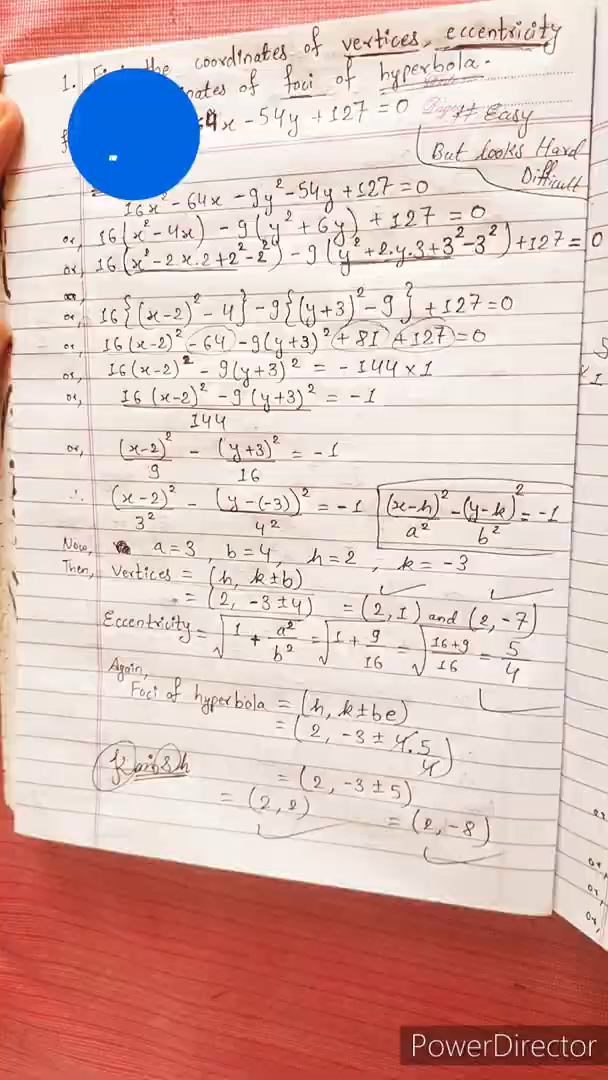 1. the coordinates of vertices, eccentricity
nates of foci of hyperbola.
64x - 54y + 127 = 0
# Easy
But Looks Hard
Difficult
16x² - 64x - 9y² - 54y + 127 = 0
or, 16(x² - 4x) - 9(y² + 6y) + 127 = 0
or, 16(x² - 2x.2 + 2² - 2²) - 9(y² + 2.y.3 + 3² - 3²) + 127 = 0
or, 16{(x-2)² - 4} - 9{(y+3)² - 9} + 127 = 0
or, 16(x-2)² - 64 - 9(y+3)² + 81 + 127 = 0
or, 16(x-2)² - 9(y+3)² = - 144 × 1
or, 16(x-2)² - 9(y+3)² / 144 = -1
or, (x-2)²/9 - (y+3)²/16 = -1
∴ (x-2)²/3² - (y-(-3))²/4² = -1 (x-h)²/a² - (y-k)²/b² = -1
Now, a = 3, b = 4, h = 2, k = -3
Then, vertices = (h, k±b)
= (2, -3±4) = (2, 1) and (2, -7)
Eccentricity = √1 + a²/b² = √1 + 9/16 = √16+9/16 = 5/4
Again,
Foci of hyperbola = (h, k±be)
= (2, -3 ± 4.5/4)
= (2, -3 ± 5)
= (2, 2) = (2, -8)
PowerDirector